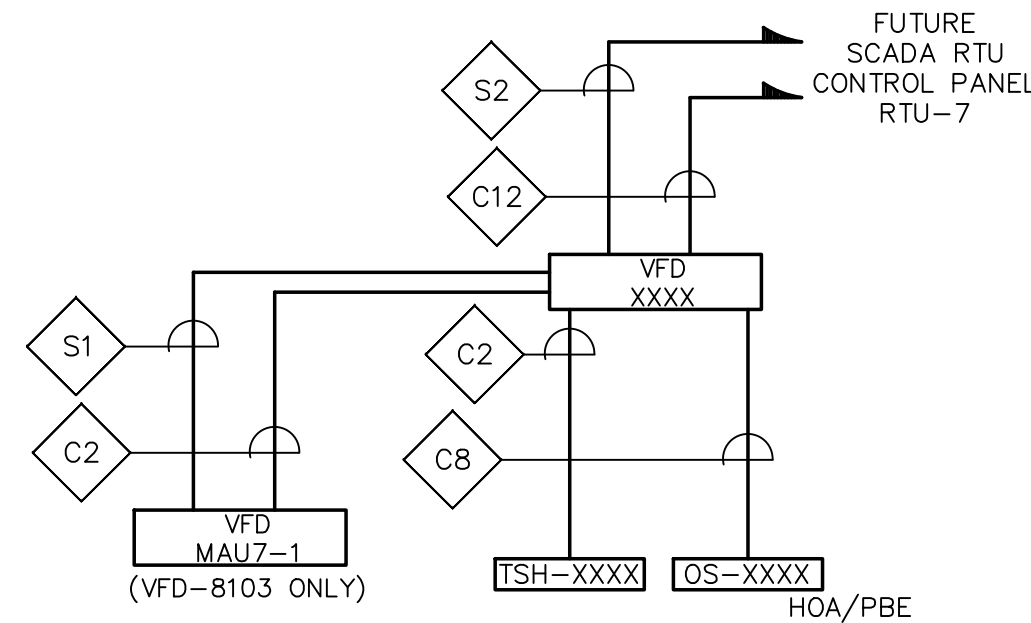 FUTURE
SCADA RTU
CONTROL PANEL
RTU-7
S2
C12
VFD
XXXX
S1
C2
C2
C8
VFD
MAU7-1
(VFD-8103 ONLY)
TSH-XXXX
OS-XXXX
HOA/PBE